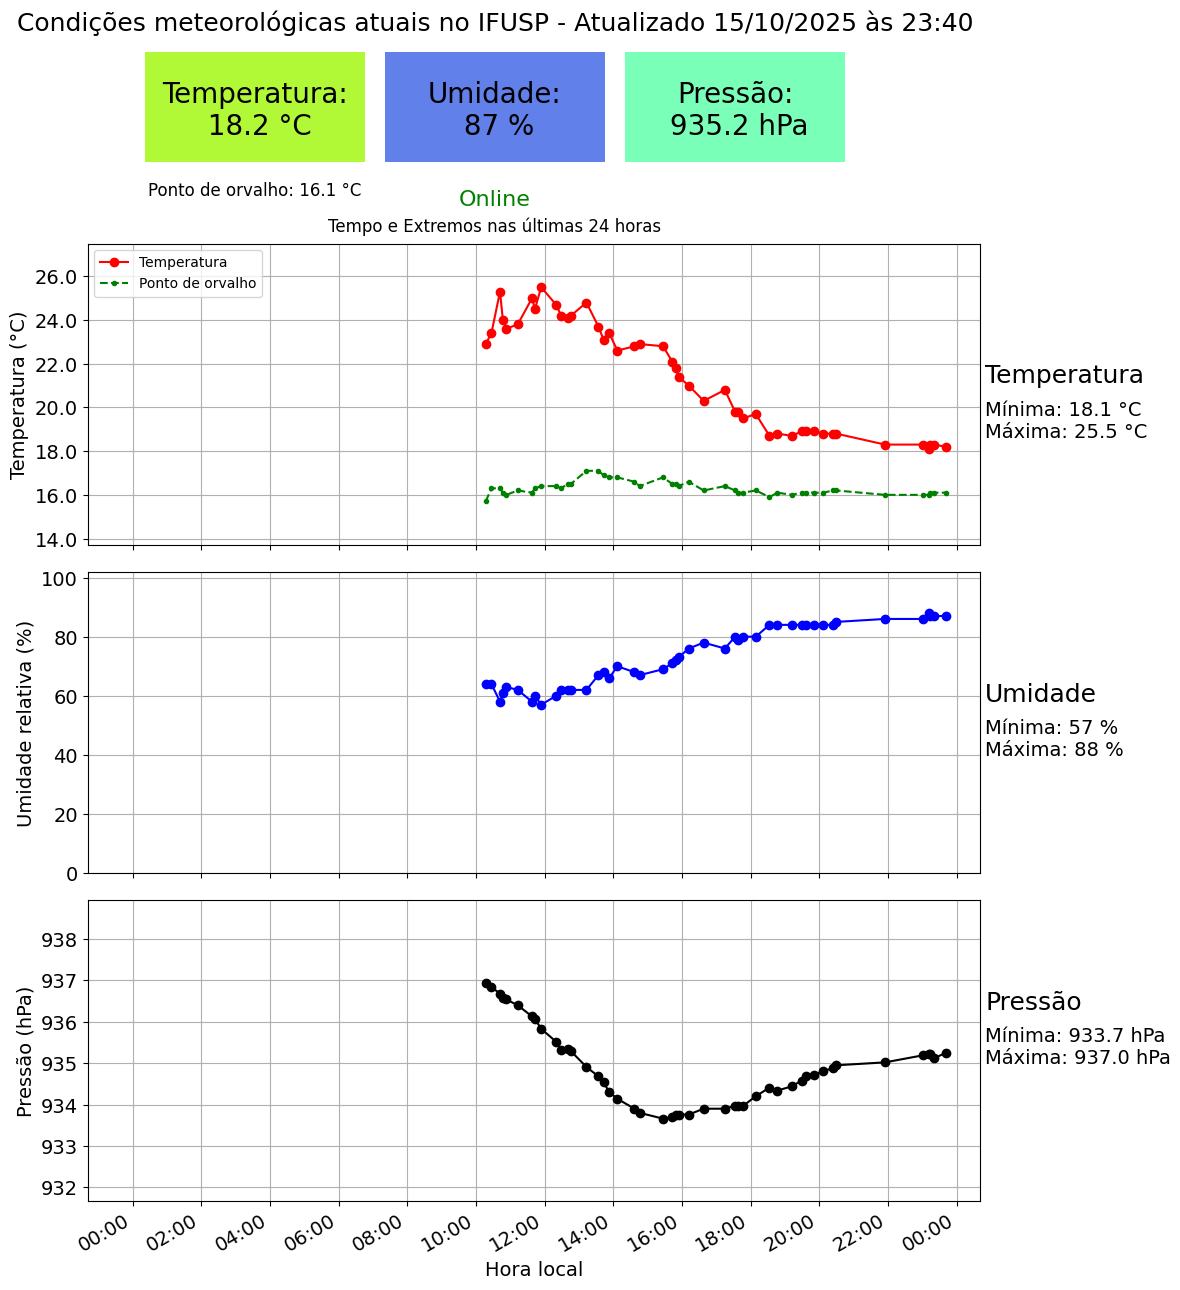 Condições meteorológicas atuais no IFUSP - Atualizado 15/10/2025 às 23:40
Temperatura:
18.2 °C
Umidade:
87 %
Pressão:
935.2 hPa
Ponto de orvalho: 16.1 °C
Online
Tempo e Extremos nas últimas 24 horas
Temperatura
Ponto de orvalho
Temperatura (°C)
26.0
24.0
22.0
20.0
18.0
16.0
14.0
Temperatura
Mínima: 18.1 °C
Máxima: 25.5 °C
Umidade relativa (%)
100
80
60
40
20
0
Umidade
Mínima: 57 %
Máxima: 88 %
Pressão (hPa)
938
937
936
935
934
933
932
Pressão
Mínima: 933.7 hPa
Máxima: 937.0 hPa
00:00
02:00
04:00
06:00
08:00
10:00
12:00
14:00
16:00
18:00
20:00
22:00
00:00
Hora local